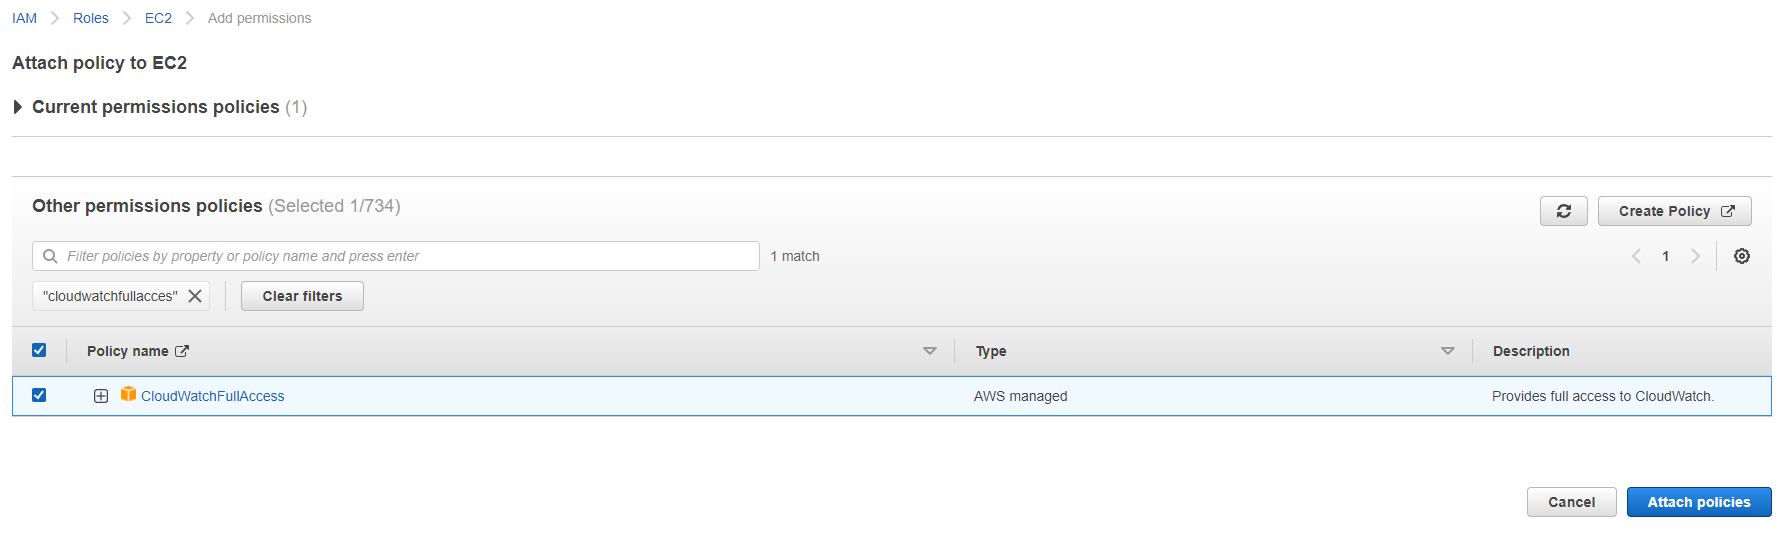 IAM Roles EC2 Add permissions
Attach policy to EC2
Current permissions policies (1)
Other permissions policies (Selected 1/734)
Create Policy
Filter policies by property or policy name and press enter
1 match
1
"cloudwatchfullacces"
Clear filters
Policy name Type Description
CloudWatchFullAccess AWS managed Provides full access to CloudWatch.
Cancel Attach policies